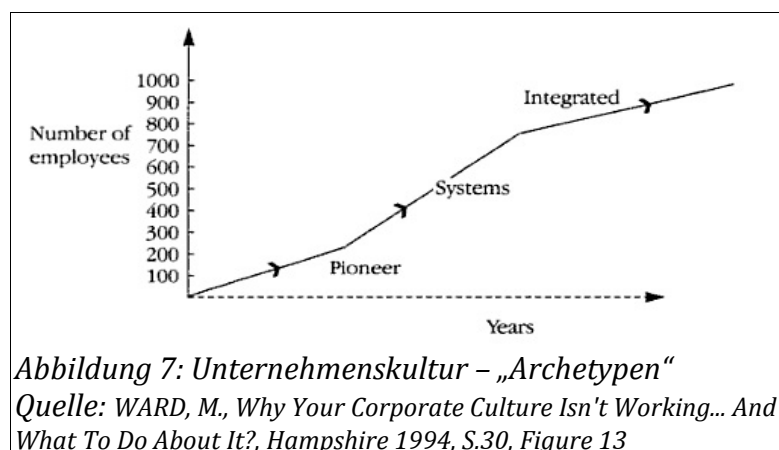 1000
900
800
700
600
500
400
300
200
100
Number of
employees
Integrated
Systems
Pioneer
Years
Abbildung 7: Unternehmenskultur – „Archetypen“
Quelle: WARD, M., Why Your Corporate Culture Isn't Working... And
What To Do About It?, Hampshire 1994, S.30, Figure 13